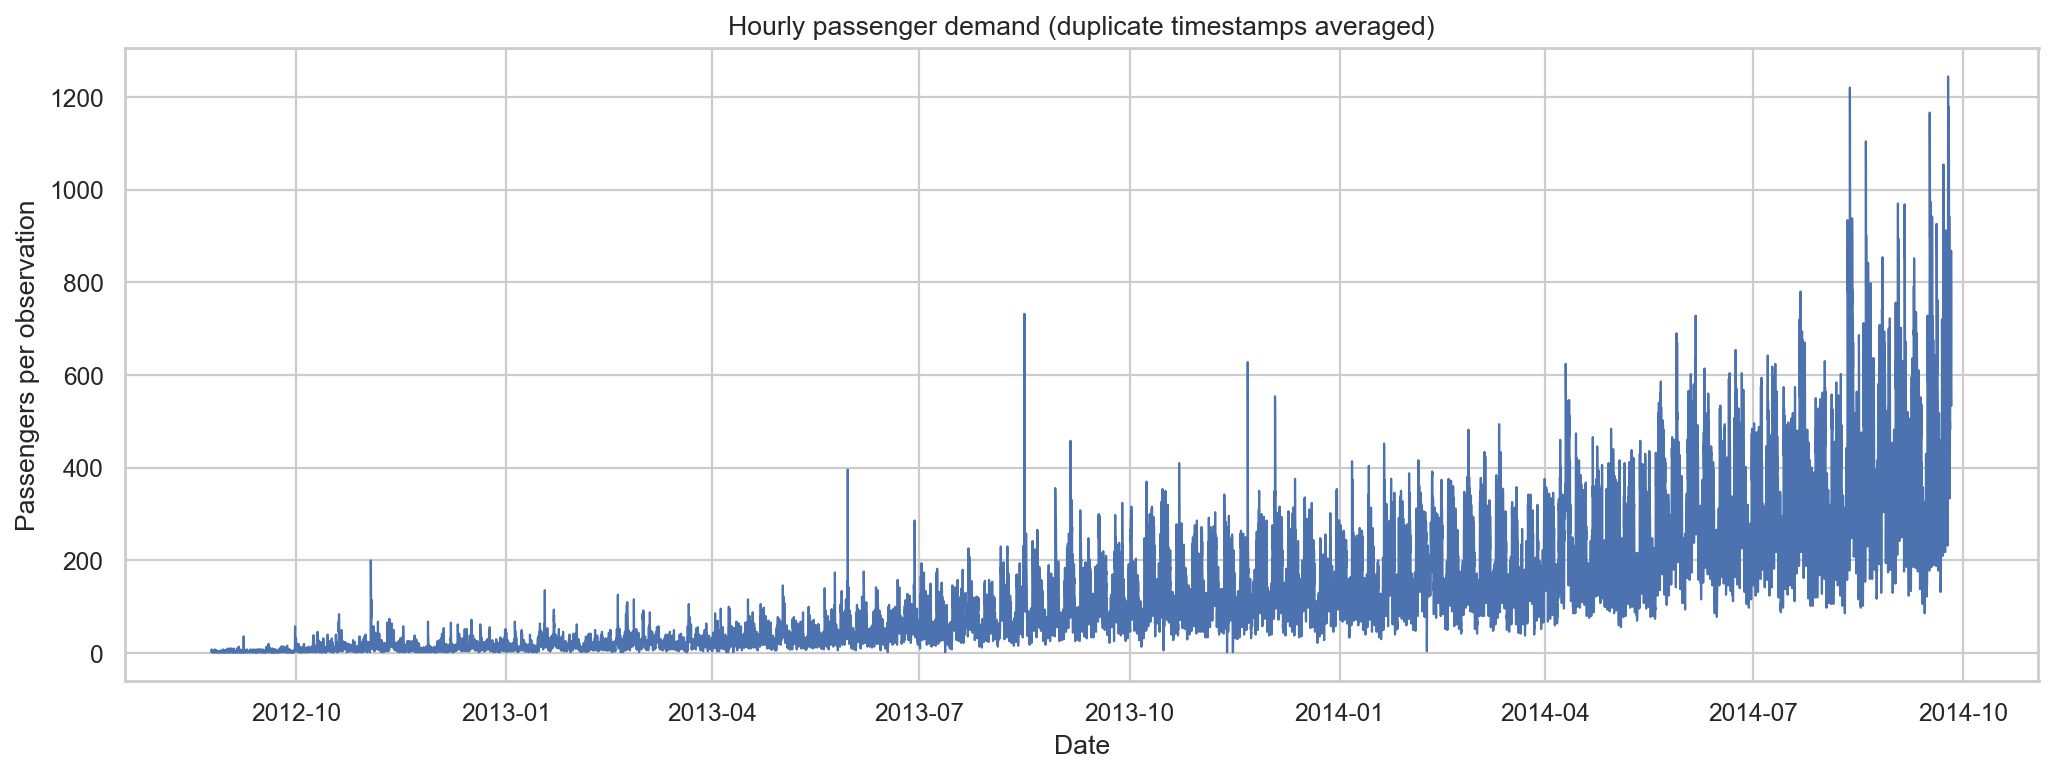 Hourly passenger demand (duplicate timestamps averaged)
Passengers per observation
1200
1000
800
600
400
200
0
2012-10 2013-01 2013-04 2013-07 2013-10 2014-01 2014-04 2014-07 2014-10
Date